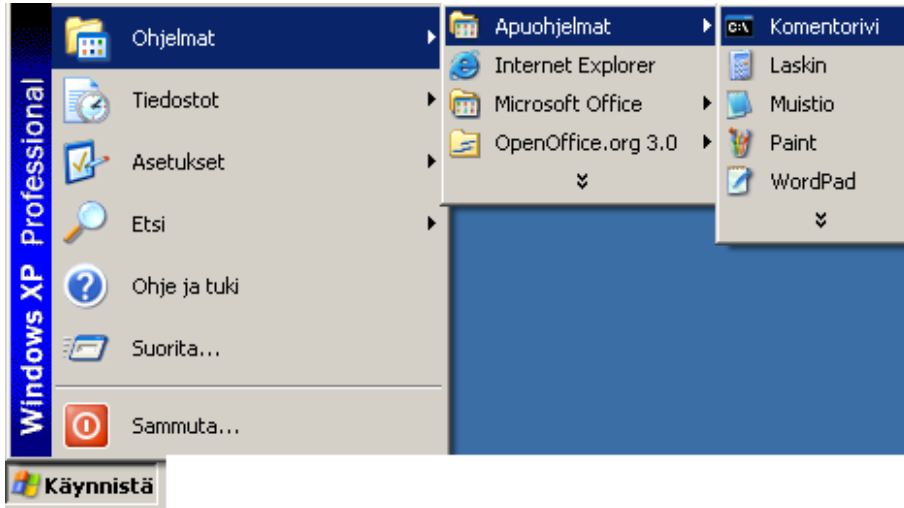 Windows XP Professional
Ohjelmat
Tiedostot
Asetukset
Etsi
Ohje ja tuki
Suorita...
Sammuta...
Käynnistä
Apuohjelmat
Internet Explorer
Microsoft Office
OpenOffice.org 3.0
C:\
Komentorivi
Laskin
Muistio
Paint
WordPad